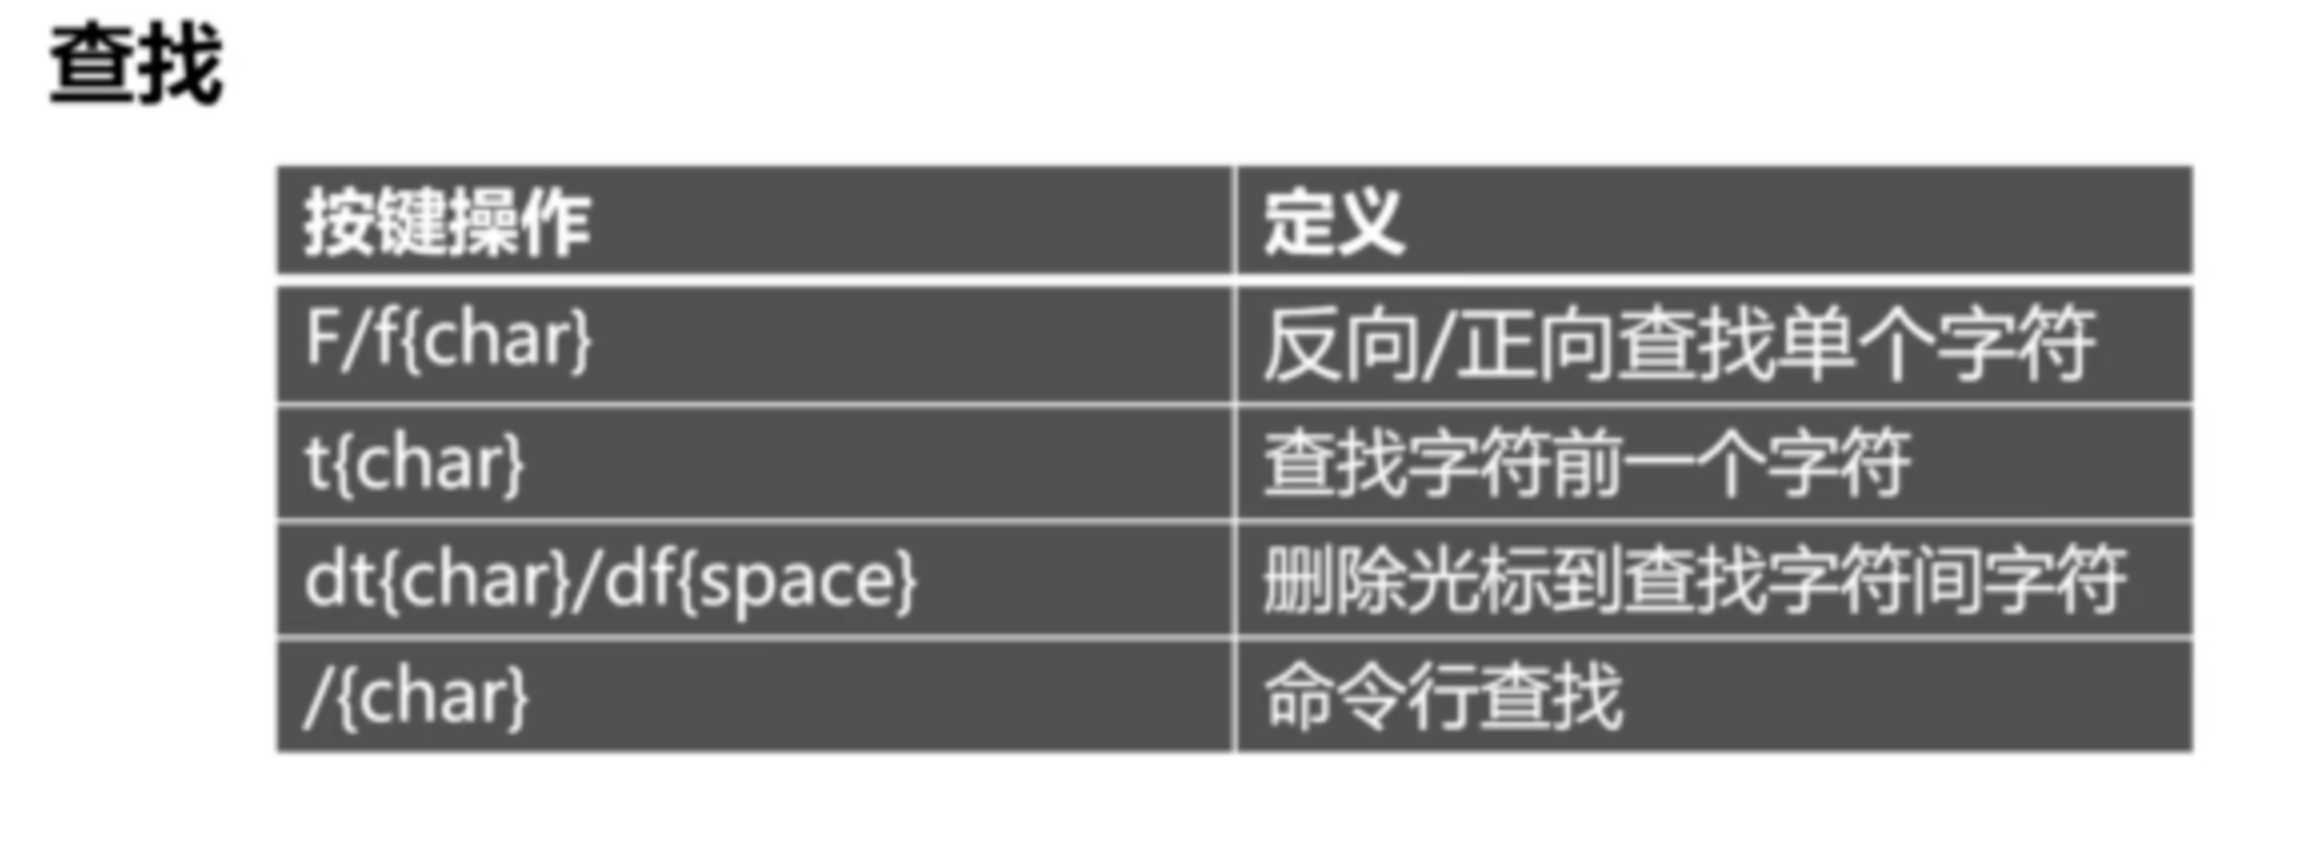 查找
按键操作 定义
F/f{char} 反向/正向查找单个字符
t{char} 查找字符前一个字符
dt{char}/df{space} 删除光标到查找字符间字符
/{char} 命令行查找